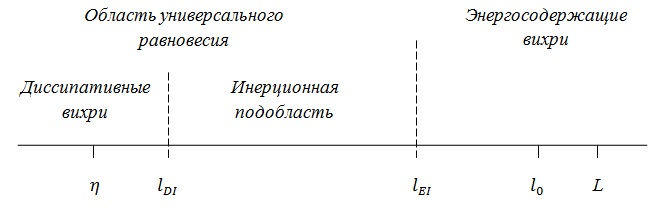 Область универсального
равновесия
Энергосодержащие
вихри
Диссипативные
вихри
Инерционная
подобласть
η l_DI l_EI l_0 L